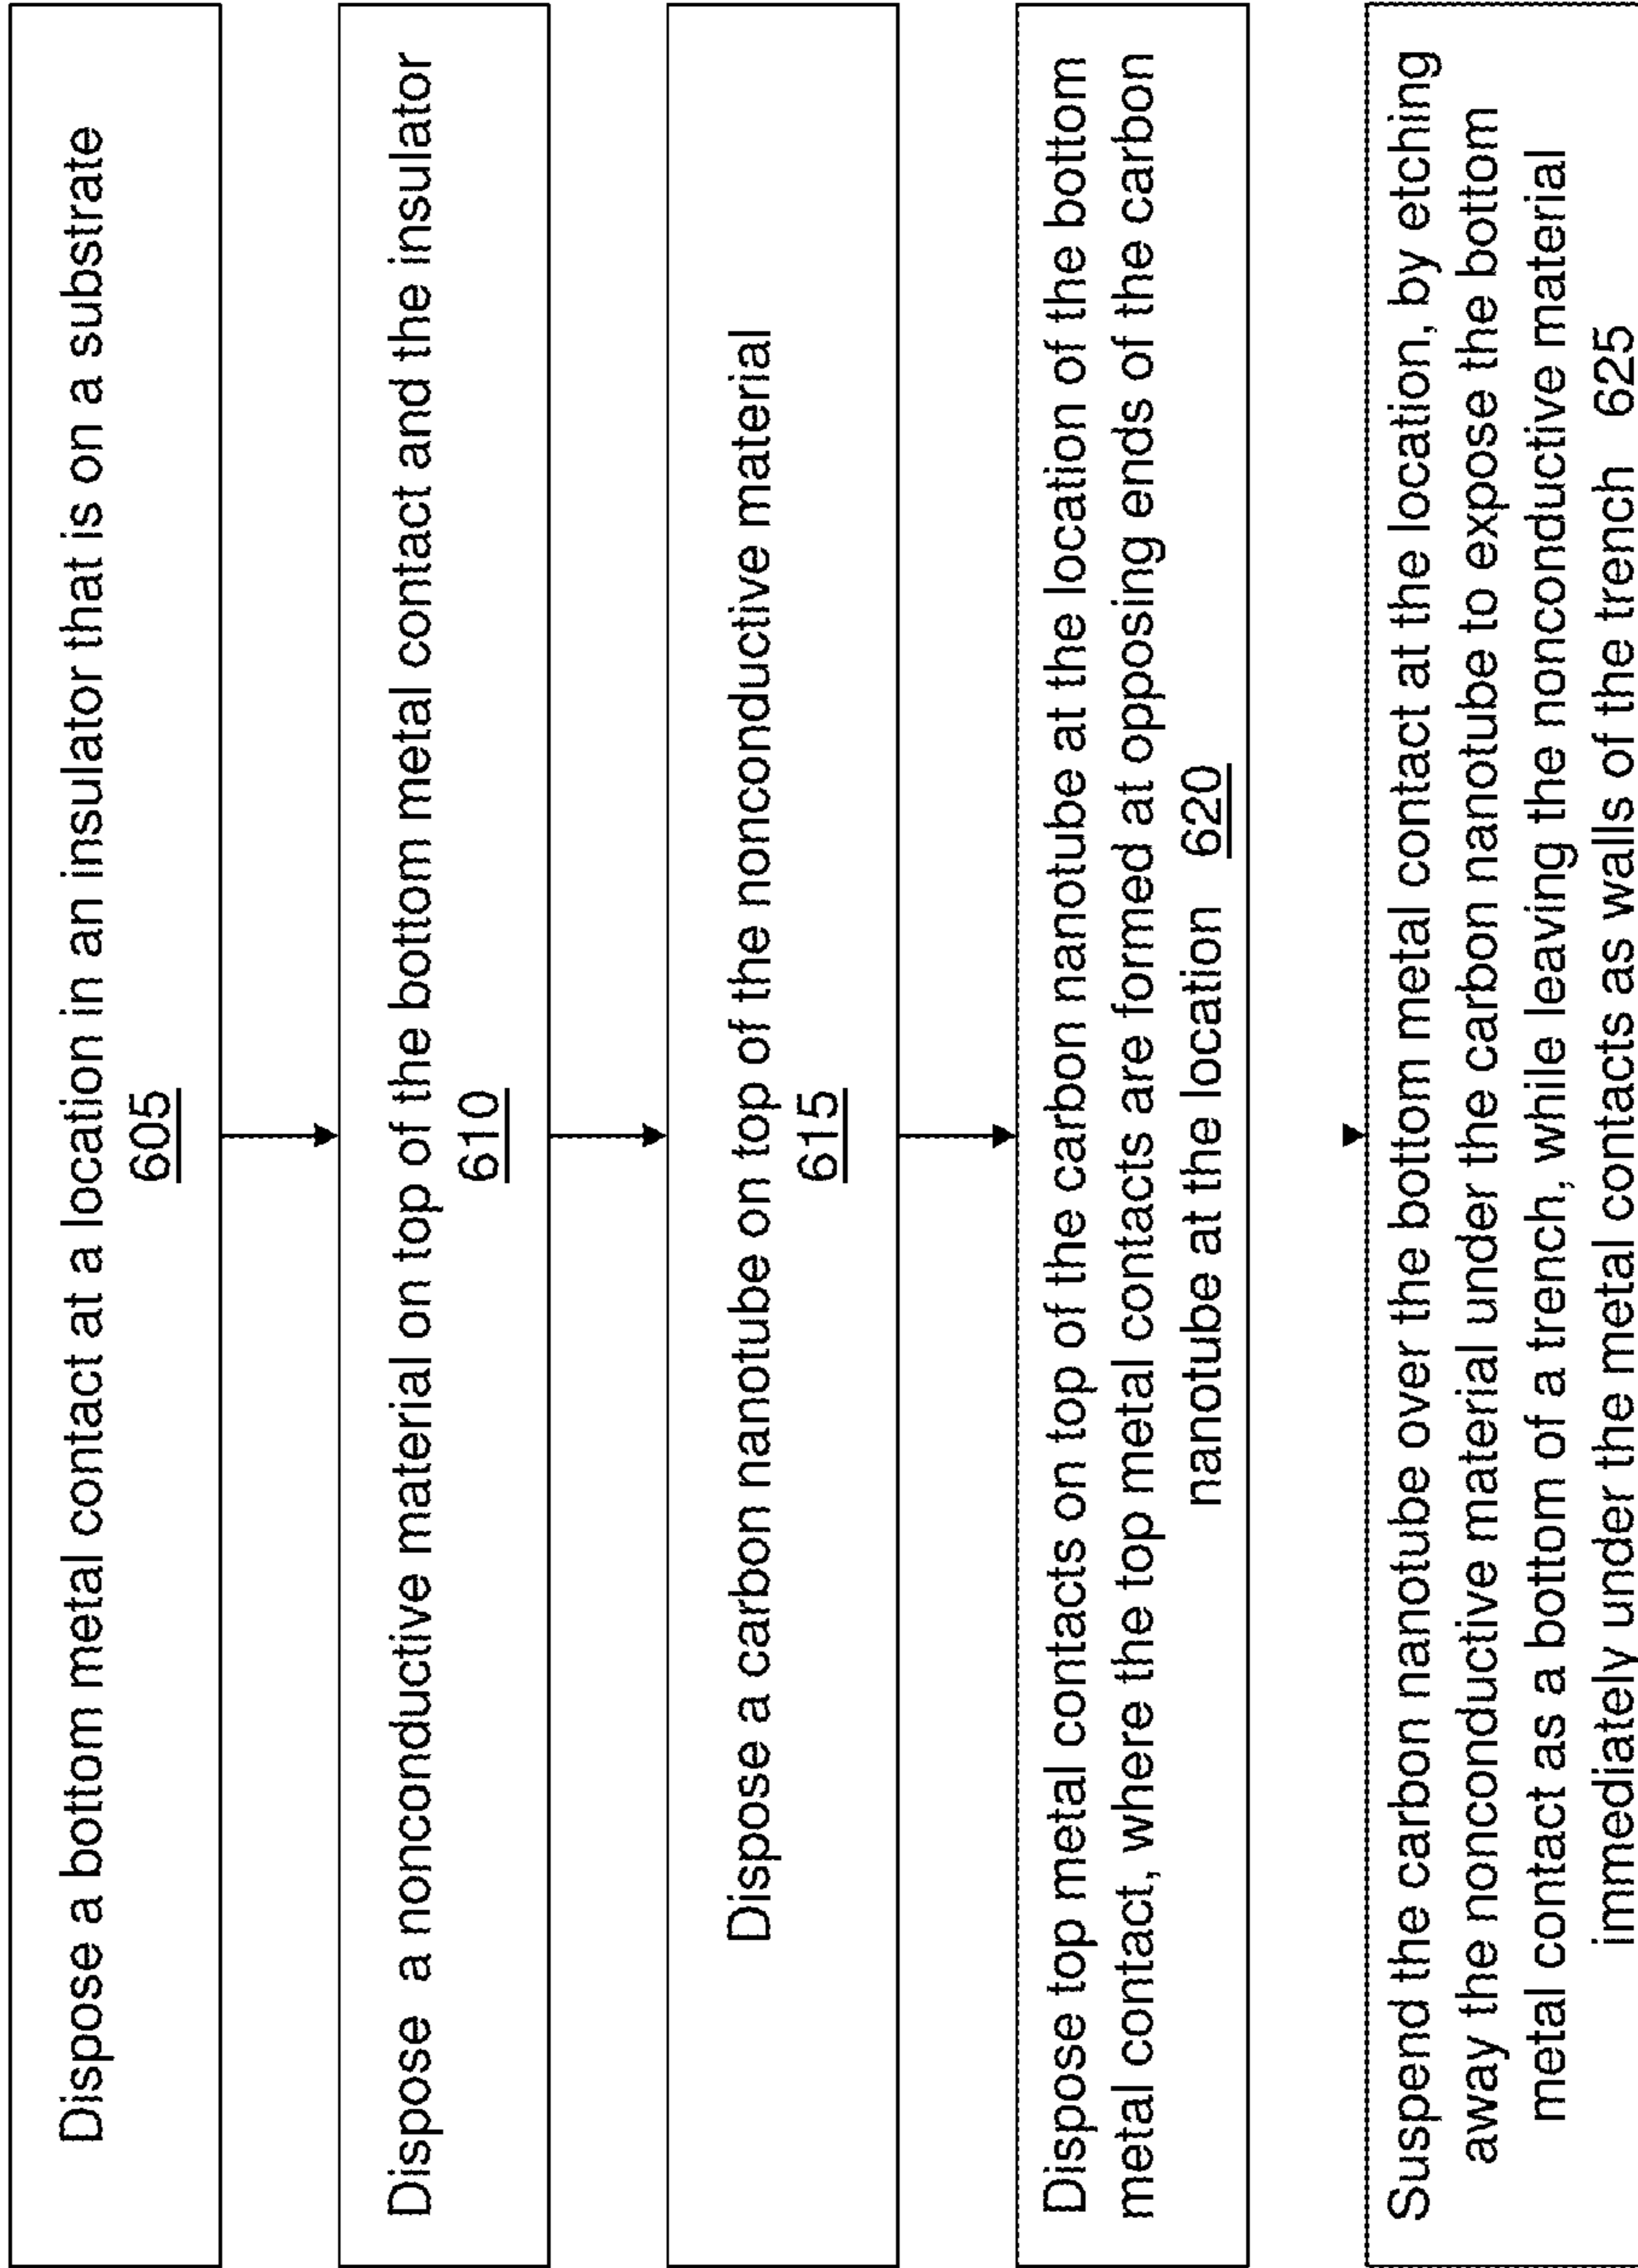 Dispose a bottom metal contact at a location in an insulator that is on a substrate
605
Dispose a nonconductive material on top of the bottom metal contact and the insulator
610
Dispose a carbon nanotube on top of the nonconductive material
615
Dispose top metal contacts on top of the carbon nanotube at the location of the bottom
metal contact, where the top metal contacts are formed at opposing ends of the carbon
nanotube at the location 620
Suspend the carbon nanotube over the bottom metal contact at the location, by etching
away the nonconductive material under the carbon nanotube to expose the bottom
metal contact as a bottom of a trench, while leaving the nonconductive material
immediately under the metal contacts as walls of the trench 625